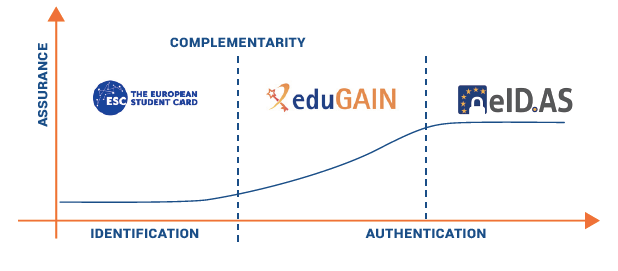 COMPLEMENTARITY
ASSURANCE
ESC
THE EUROPEAN
STUDENT CARD
eduGAIN
eID.AS
IDENTIFICATION
AUTHENTICATION